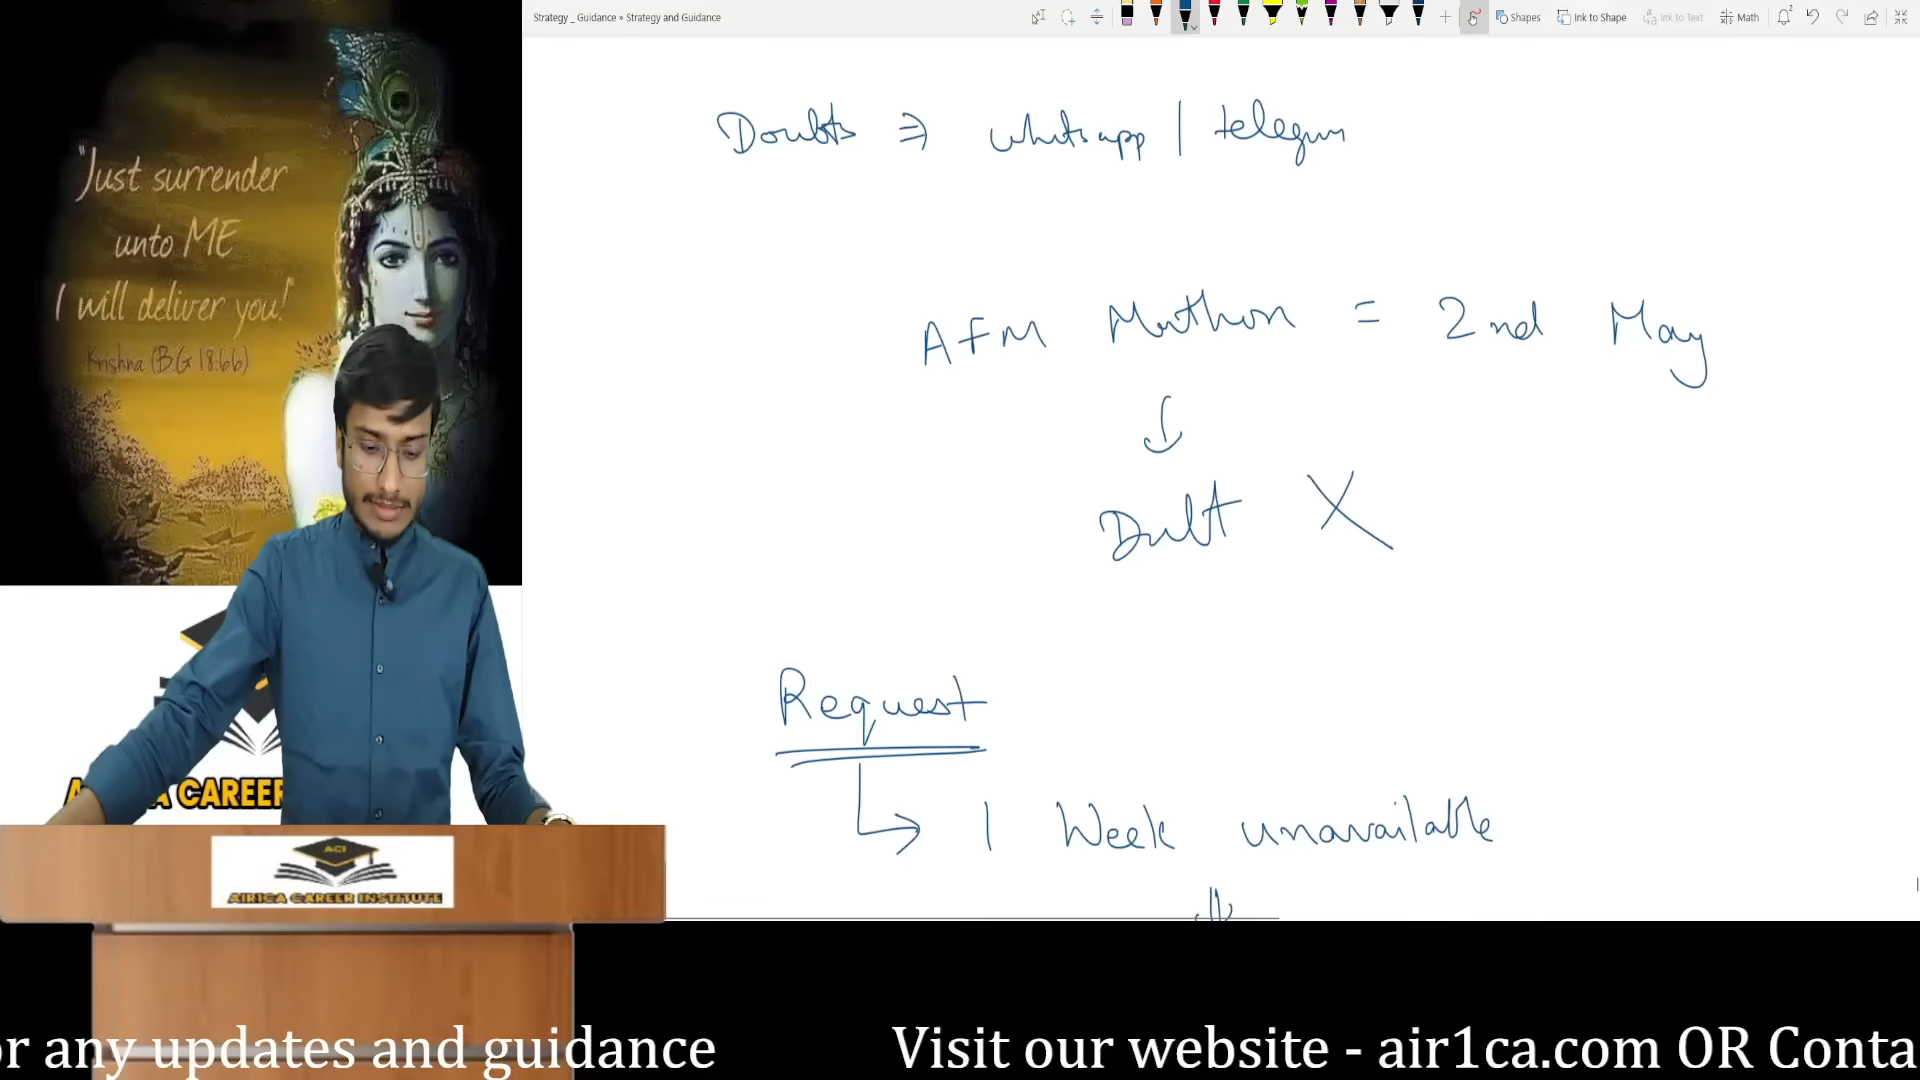 Strategy _ Guidance » Strategy and Guidance
Shapes
Ink to Shape
Ink to Text
Math
"Just surrender
unto ME
I will deliver you!"
Krishna (B.G 18:66)
Doubts ⇒ whatsapp | telegram
AFM Marathon = 2nd May
↓
Doubt X
Request
↳ 1 Week unavailable
CAREER
ACI
AIR1CA CAREER INSTITUTE
or any updates and guidance
Visit our website - air1ca.com OR Conta